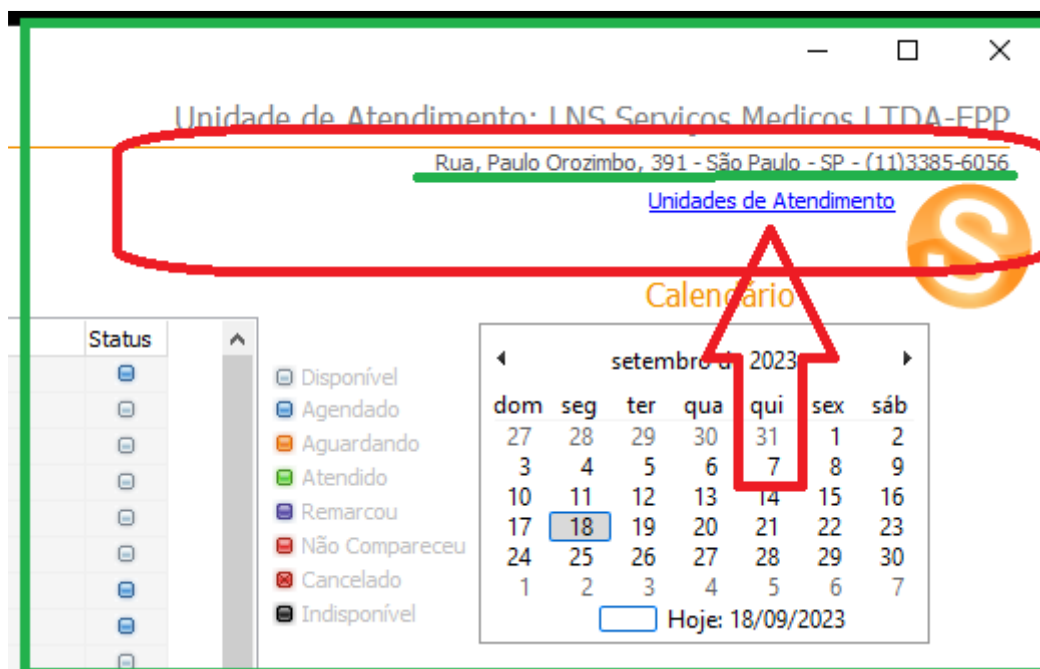 Unidade de Atendimento: LNS Serviços Medicos LTDA-EPP
Rua, Paulo Orozimbo, 391 - São Paulo - SP - (11)3385-6056
Unidades de Atendimento
S
Calendário
Status
Disponível
Agendado
Aguardando
Atendido
Remarcou
Não Compareceu
Cancelado
Indisponível
setembro de 2023
dom seg ter qua qui sex sáb
27 28 29 30 31 1 2
3 4 5 6 7 8 9
10 11 12 13 14 15 16
17 18 19 20 21 22 23
24 25 26 27 28 29 30
1 2 3 4 5 6 7
Hoje: 18/09/2023